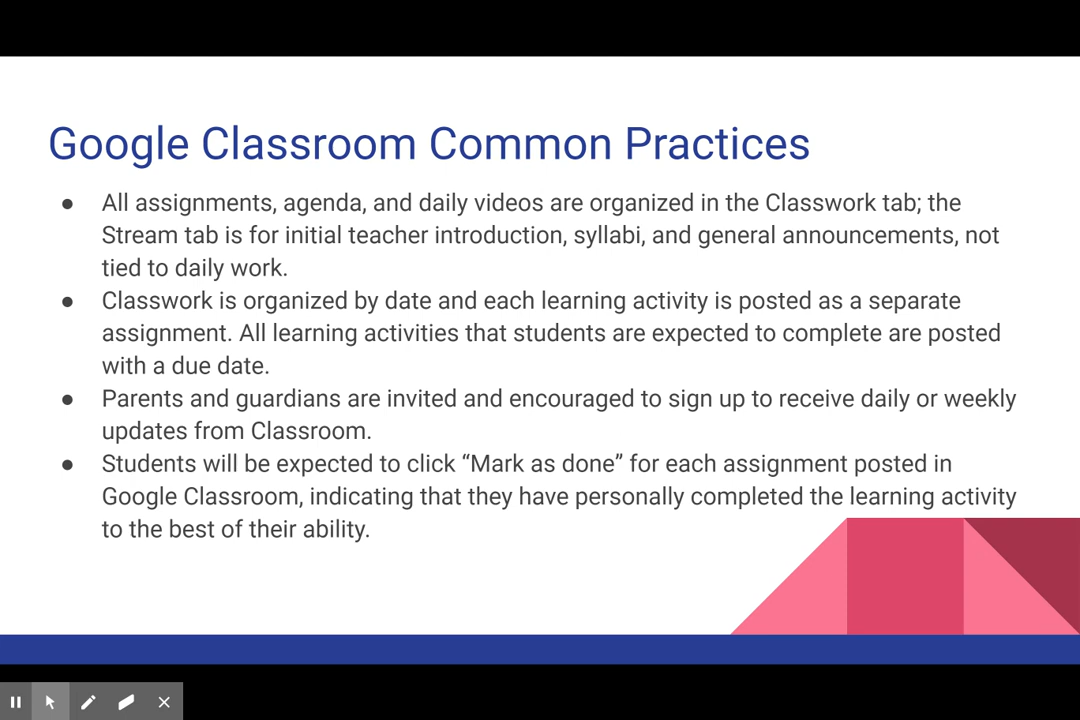 Google Classroom Common Practices
● All assignments, agenda, and daily videos are organized in the Classwork tab; the
Stream tab is for initial teacher introduction, syllabi, and general announcements, not
tied to daily work.
● Classwork is organized by date and each learning activity is posted as a separate
assignment. All learning activities that students are expected to complete are posted
with a due date.
● Parents and guardians are invited and encouraged to sign up to receive daily or weekly
updates from Classroom.
● Students will be expected to click “Mark as done” for each assignment posted in
Google Classroom, indicating that they have personally completed the learning activity
to the best of their ability.